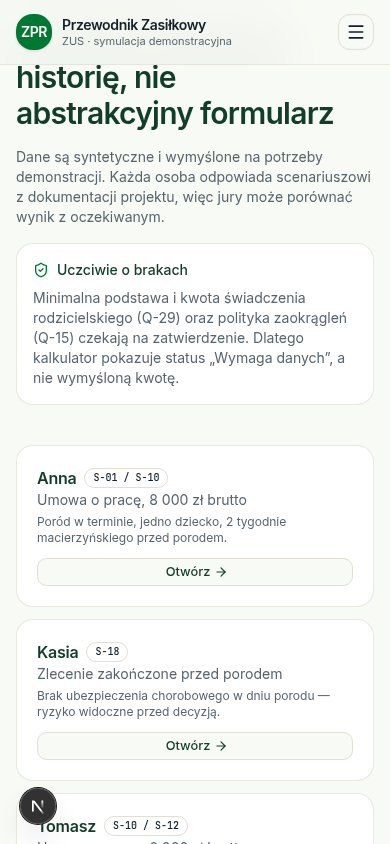 ZPR
Przewodnik Zasiłkowy
ZUS · symulacja demonstracyjna
historię, nie
abstrakcyjny formularz
Dane są syntetyczne i wymyślone na potrzeby
demonstracji. Każda osoba odpowiada scenariuszowi
z dokumentacji projektu, więc jury może porównać
wynik z oczekiwanym.
Uczciwie o brakach
Minimalna podstawa i kwota świadczenia
rodzicielskiego (Q-29) oraz polityka zaokrągleń
(Q-15) czekają na zatwierdzenie. Dlatego
kalkulator pokazuje status „Wymaga danych”, a
nie wymyśloną kwotę.
Anna S-01 / S-10
Umowa o pracę, 8 000 zł brutto
Poród w terminie, jedno dziecko, 2 tygodnie
macierzyńskiego przed porodem.
Otwórz →
Kasia S-18
Zlecenie zakończone przed porodem
Brak ubezpieczenia chorobowego w dniu porodu —
ryzyko widoczne przed decyzją.
Otwórz →
N
Tomasz S-10 / S-12